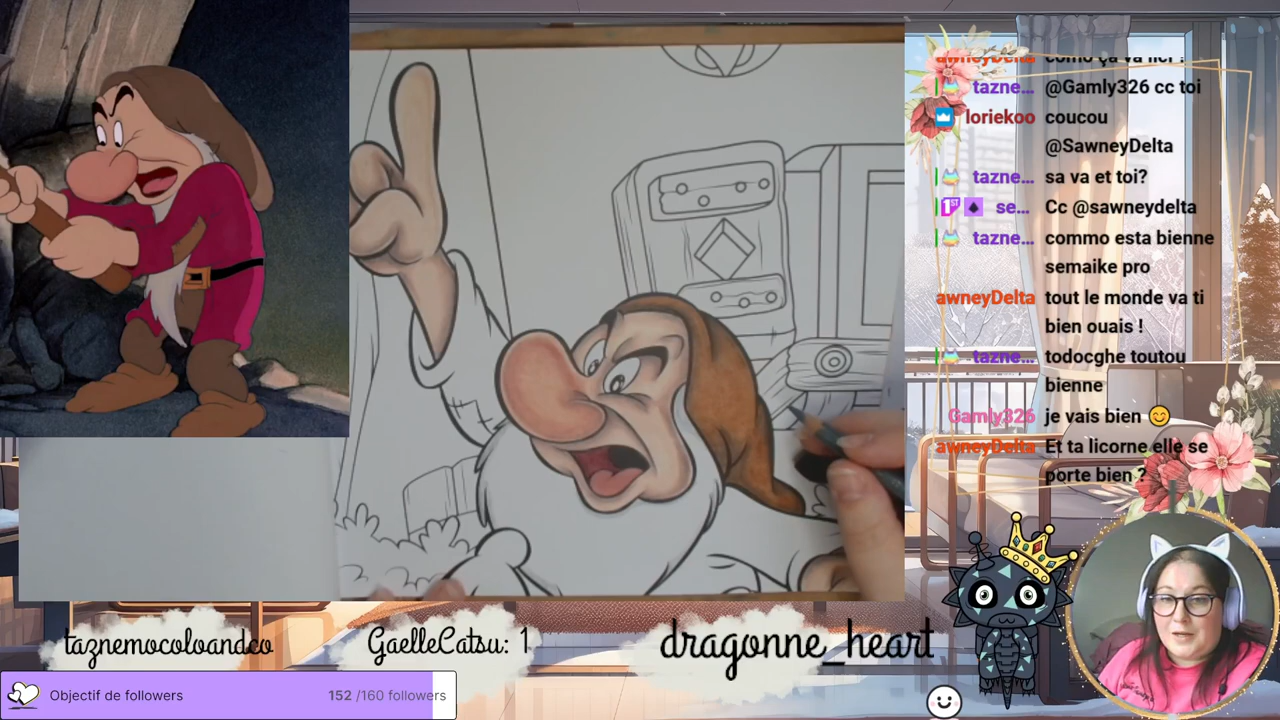 awneyDelta como ça va hel !
tazne... @Gamly326 cc toi
loriekoo coucou
@SawneyDelta
tazne... sa va et toi?
1ST se... Cc @sawneydelta
tazne... commo esta bienne
semaike pro
awneyDelta tout le monde va ti
bien ouais !
tazne... todocghe toutou
bienne
Gamly326 je vais bien 😊
awneyDelta Et ta licorne elle se
porte bien ?
taznemocoloandco
GaelleCatsu: 1
dragonne_heart
Objectif de followers
152 /160 followers